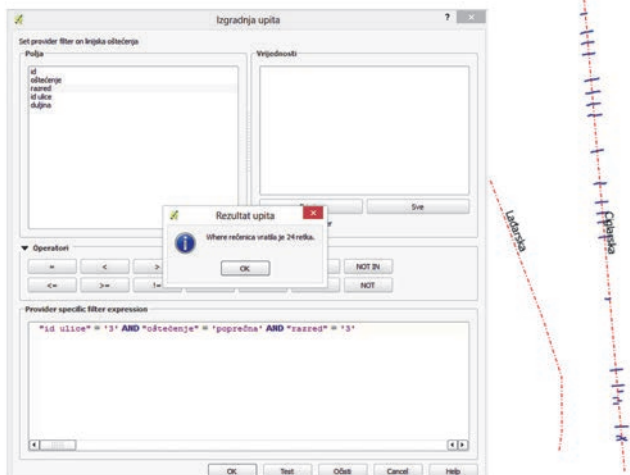 Izgradnja upita
?
Set provider filter on linijska oštećenja
Polja
Vrijednosti
id
oštećenje
razred
id ulice
duljina
Sve
Rezultat upita
Where rečenica vratila je 24 retka.
OK
Operatori
= < > NOT IN
<= >= != NOT
Provider specific filter expression
"id ulice" = '3' AND "oštećenje" = 'poprečna' AND "razred" = '3'
OK Test Očisti Cancel Help
Lađarska
Ciplarska